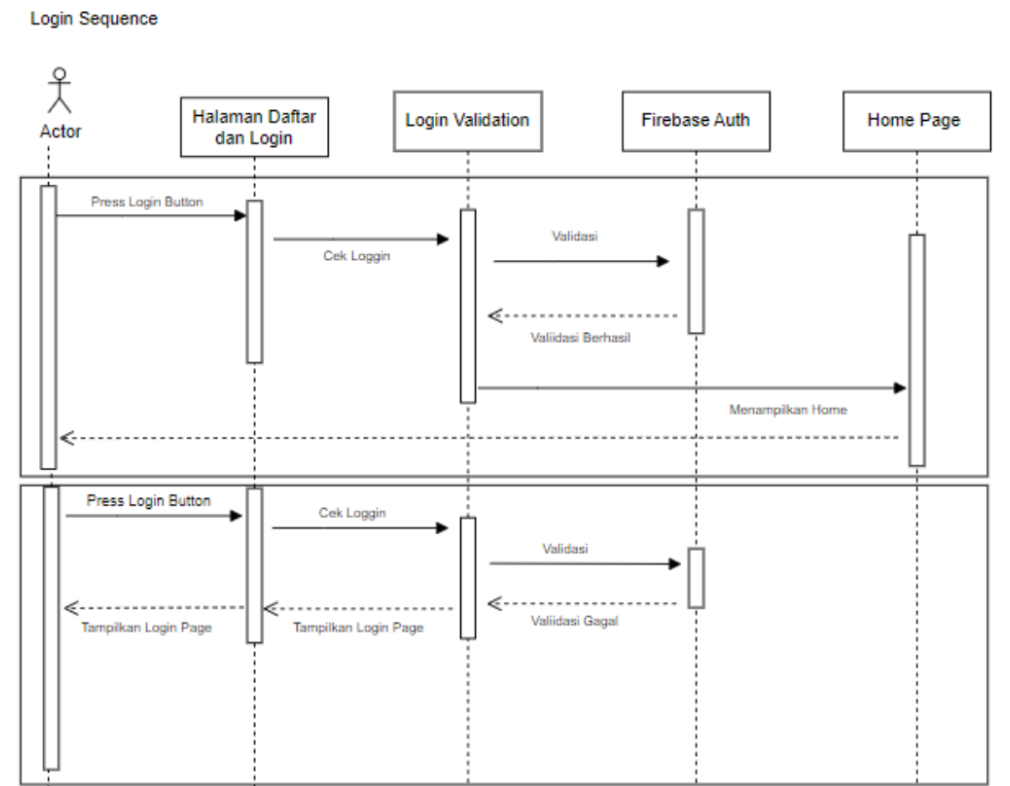 Login Sequence
Actor
Halaman Daftar
dan Login
Login Validation
Firebase Auth
Home Page
Press Login Button
Cek Loggin
Validasi
Valiidasi Berhasil
Menampilkan Home
Press Login Button
Cek Loggin
Validasi
Valiidasi Gagal
Tampilkan Login Page
Tampilkan Login Page